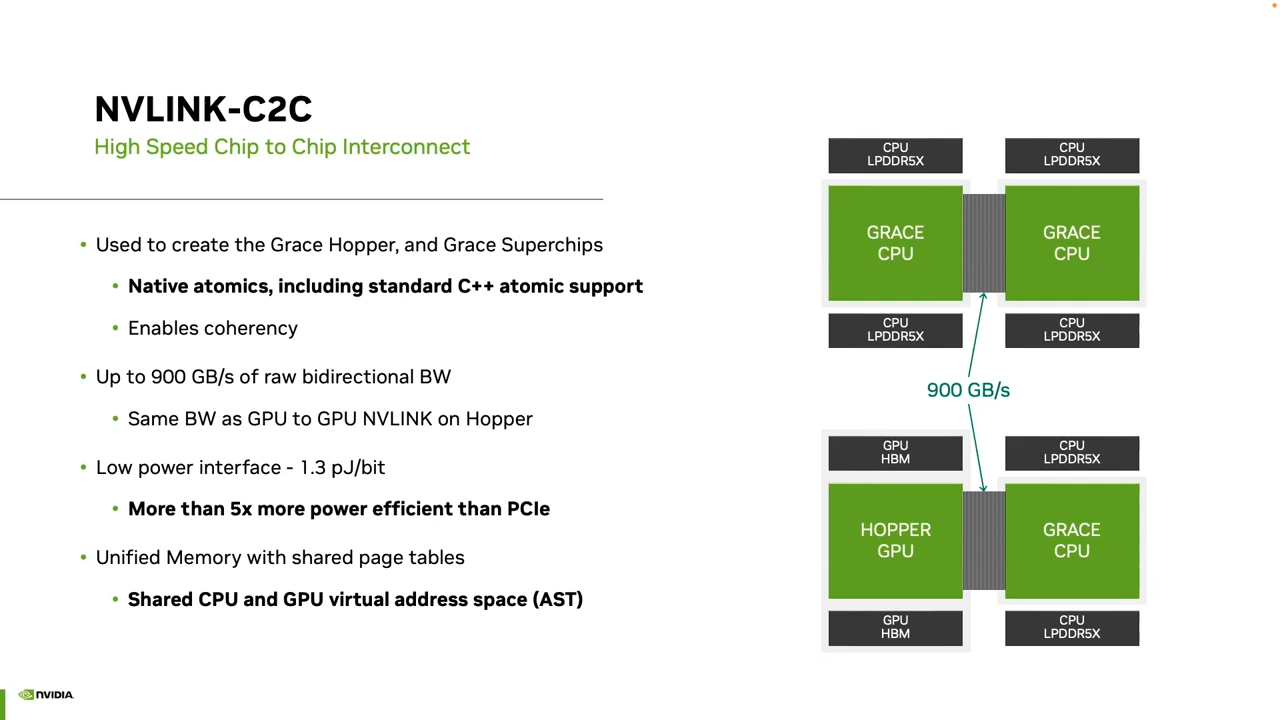 NVLINK-C2C
High Speed Chip to Chip Interconnect
• Used to create the Grace Hopper, and Grace Superchips
• Native atomics, including standard C++ atomic support
• Enables coherency
• Up to 900 GB/s of raw bidirectional BW
• Same BW as GPU to GPU NVLINK on Hopper
• Low power interface - 1.3 pJ/bit
• More than 5x more power efficient than PCIe
• Unified Memory with shared page tables
• Shared CPU and GPU virtual address space (AST)
CPU
LPDDR5X
CPU
LPDDR5X
GRACE
CPU
GRACE
CPU
CPU
LPDDR5X
CPU
LPDDR5X
900 GB/s
GPU
HBM
CPU
LPDDR5X
HOPPER
GPU
GRACE
CPU
GPU
HBM
CPU
LPDDR5X
NVIDIA.